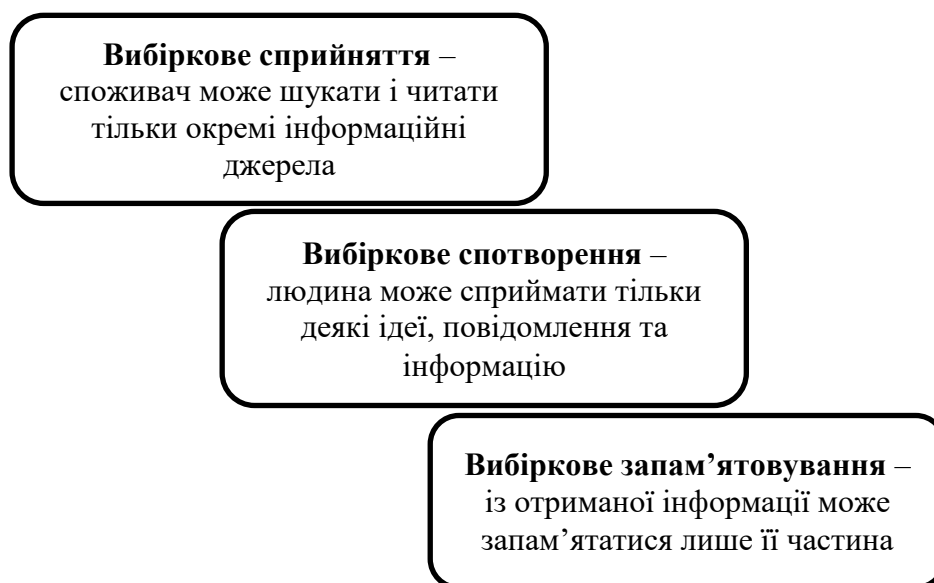 Вибіркове сприйняття –
споживач може шукати і читати
тільки окремі інформаційні
джерела
Вибіркове спотворення –
людина може сприймати тільки
деякі ідеї, повідомлення та
інформацію
Вибіркове запам’ятовування –
із отриманої інформації може
запам’ятатися лише її частина